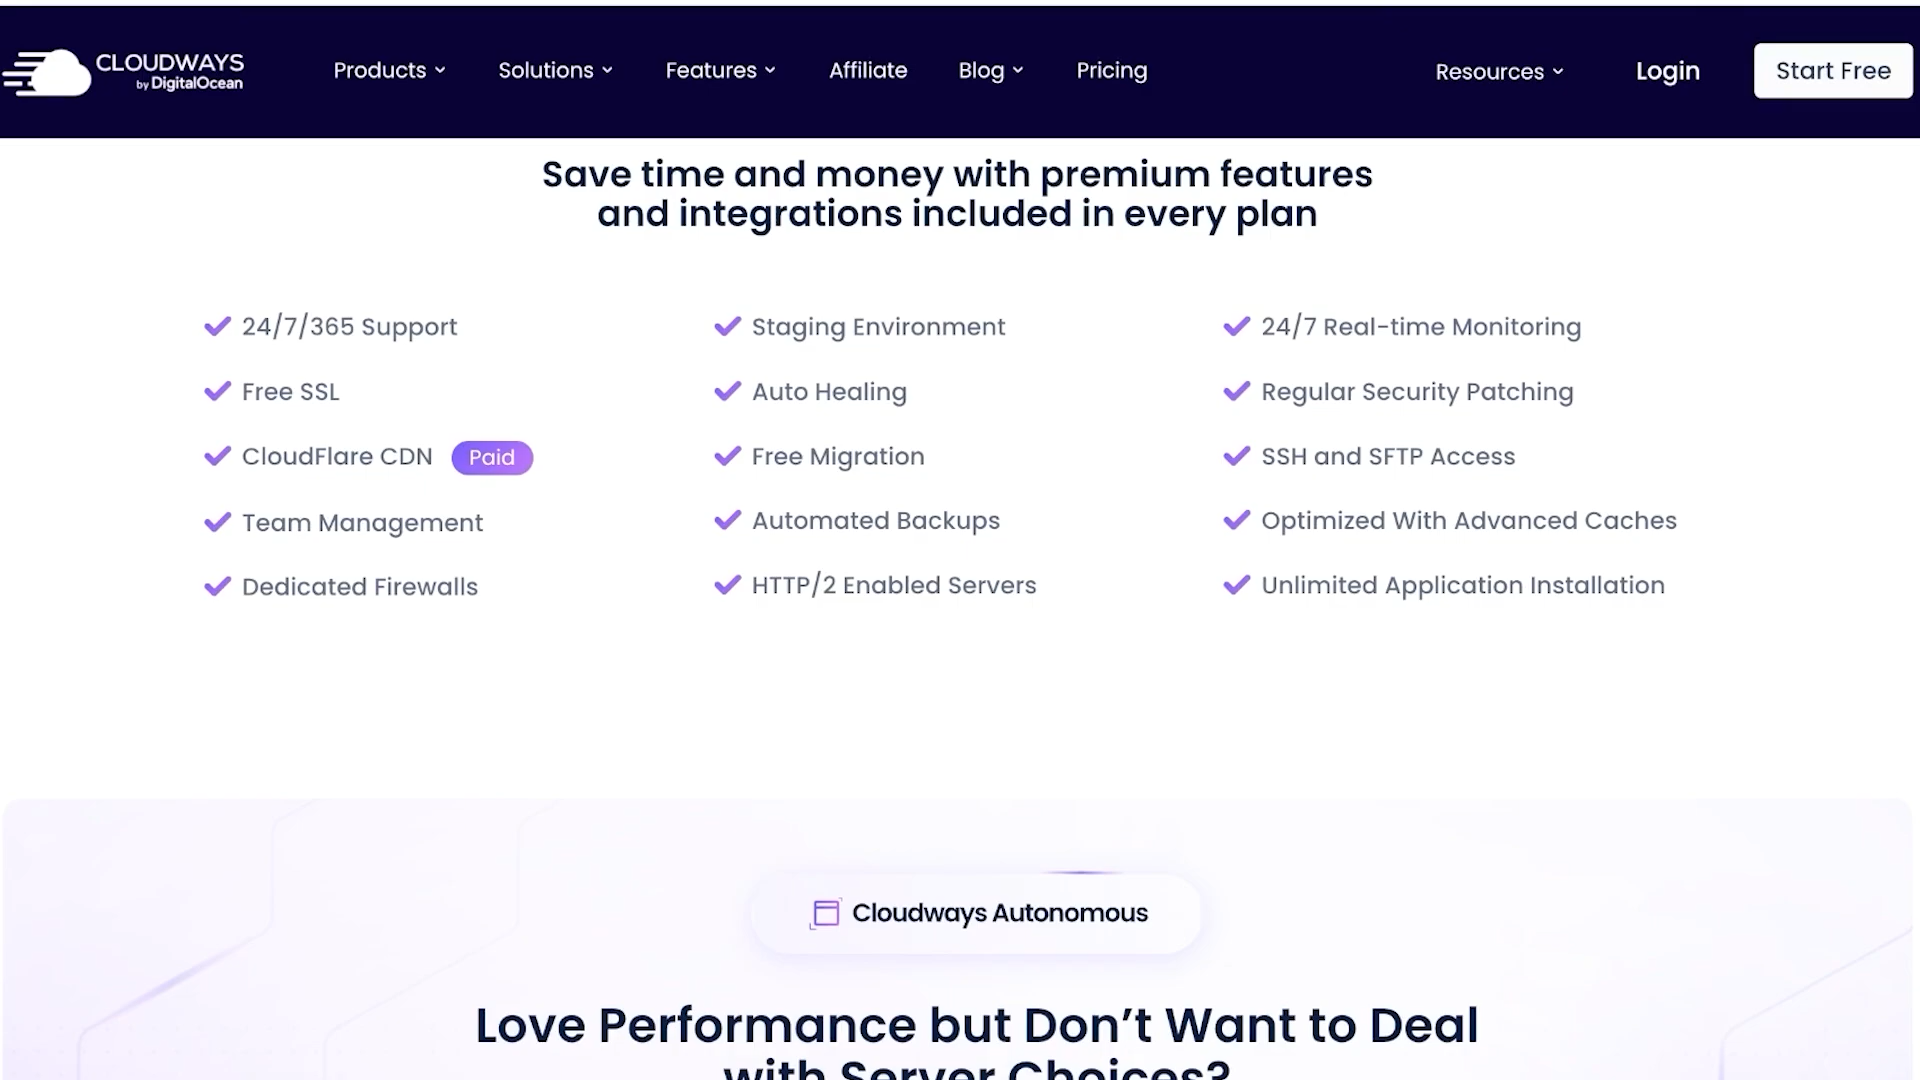 CLOUDWAYS
by DigitalOcean
Products
Solutions
Features
Affiliate
Blog
Pricing
Resources
Login
Start Free
Save time and money with premium features
and integrations included in every plan
24/7/365 Support
Free SSL
CloudFlare CDN Paid
Team Management
Dedicated Firewalls
Staging Environment
Auto Healing
Free Migration
Automated Backups
HTTP/2 Enabled Servers
24/7 Real-time Monitoring
Regular Security Patching
SSH and SFTP Access
Optimized With Advanced Caches
Unlimited Application Installation
Cloudways Autonomous
Love Performance but Don’t Want to Deal
with Server Choices?